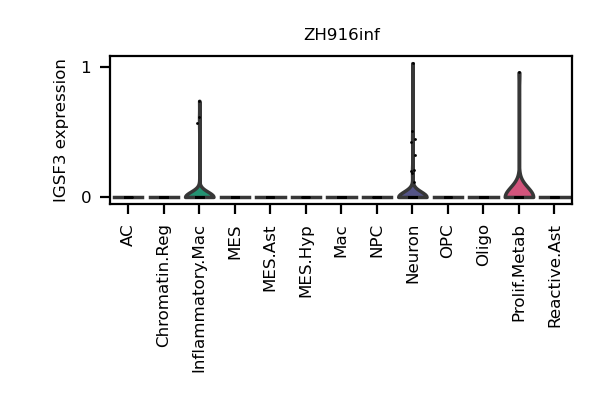 ZH916inf
IGSF3 expression
1
0
AC
Chromatin.Reg
Inflammatory.Mac
MES
MES.Ast
MES.Hyp
Mac
NPC
Neuron
OPC
Oligo
Prolif.Metab
Reactive.Ast